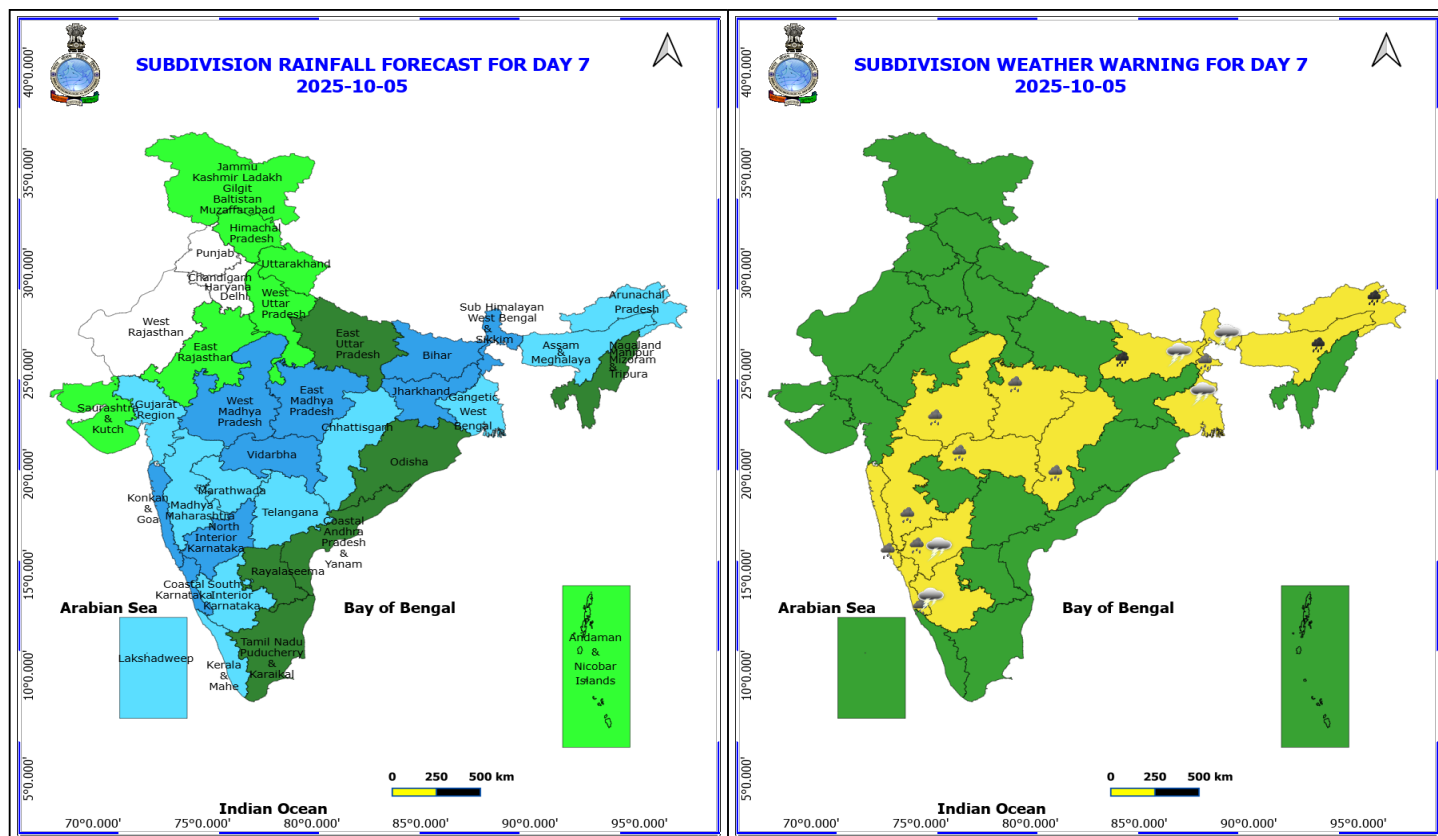 SUBDIVISION RAINFALL FORECAST FOR DAY 7
2025-10-05
40°0.000'
35°0.000'
30°0.000'
25°0.000'
20°0.000'
15°0.000'
10°0.000'
5°0.000'
Jammu
Kashmir Ladakh
Gilgit
Baltistan
Muzaffarabad
Himachal
Pradesh
Punjab
Uttarakhand
Chandigarh
Haryana
Delhi
West
Uttar
Pradesh
West
Rajasthan
East
Rajasthan
East
Uttar
Pradesh
Sub Himalayan
West Bengal
&
Sikkim
Arunachal
Pradesh
Assam
&
Meghalaya
Nagaland
Manipur
Mizoram
&
Tripura
Bihar
Jharkhand
Gangetic
West
Bengal
Saurashtra
&
Kutch
Gujarat
Region
West
Madhya
Pradesh
East
Madhya
Pradesh
Chhattisgarh
Vidarbha
Odisha
Konkan
&
Goa
Madhya
Maharashtra
Marathwada
Telangana
North
Interior
Karnataka
Coastal
Andhra
Pradesh
&
Yanam
Rayalaseema
Coastal
Karnataka
South
Interior
Karnataka
Arabian Sea
Bay of Bengal
Lakshadweep
Kerala
&
Mahe
Tamil Nadu
Puducherry
&
Karaikal
Andaman
&
Nicobar
Islands
0 250 500 km
Indian Ocean
70°0.000' 75°0.000' 80°0.000' 85°0.000' 90°0.000' 95°0.000'
SUBDIVISION WEATHER WARNING FOR DAY 7
2025-10-05
40°0.000'
35°0.000'
30°0.000'
25°0.000'
20°0.000'
15°0.000'
10°0.000'
5°0.000'
Arabian Sea
Bay of Bengal
0 250 500 km
Indian Ocean
70°0.000' 75°0.000' 80°0.000' 85°0.000' 90°0.000' 95°0.000'